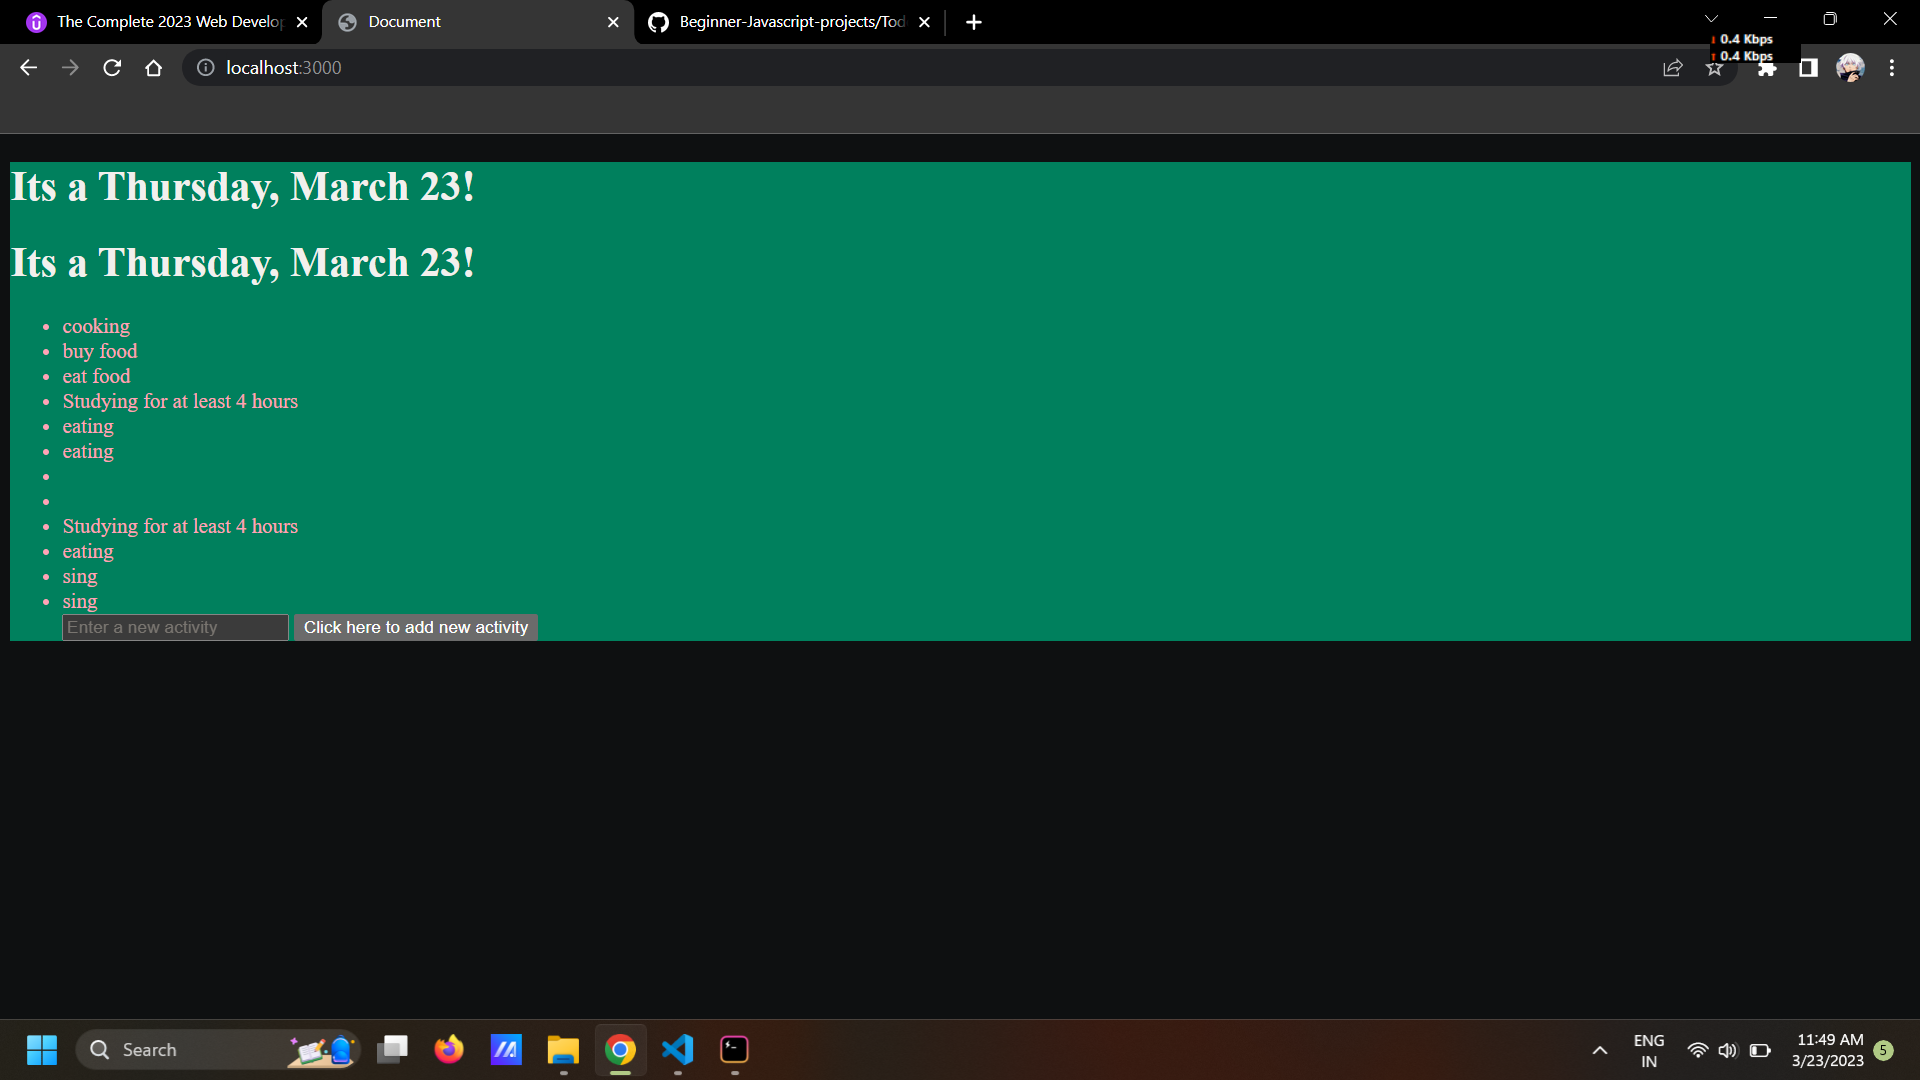 The Complete 2023 Web Develop
Document
Beginner-Javascript-projects/Tod
0.4 Kbps
0.4 Kbps
localhost:3000
Its a Thursday, March 23!
Its a Thursday, March 23!
cooking
buy food
eat food
Studying for at least 4 hours
eating
eating
Studying for at least 4 hours
eating
sing
sing
Enter a new activity Click here to add new activity
Search
ENG
IN
11:49 AM
3/23/2023
5